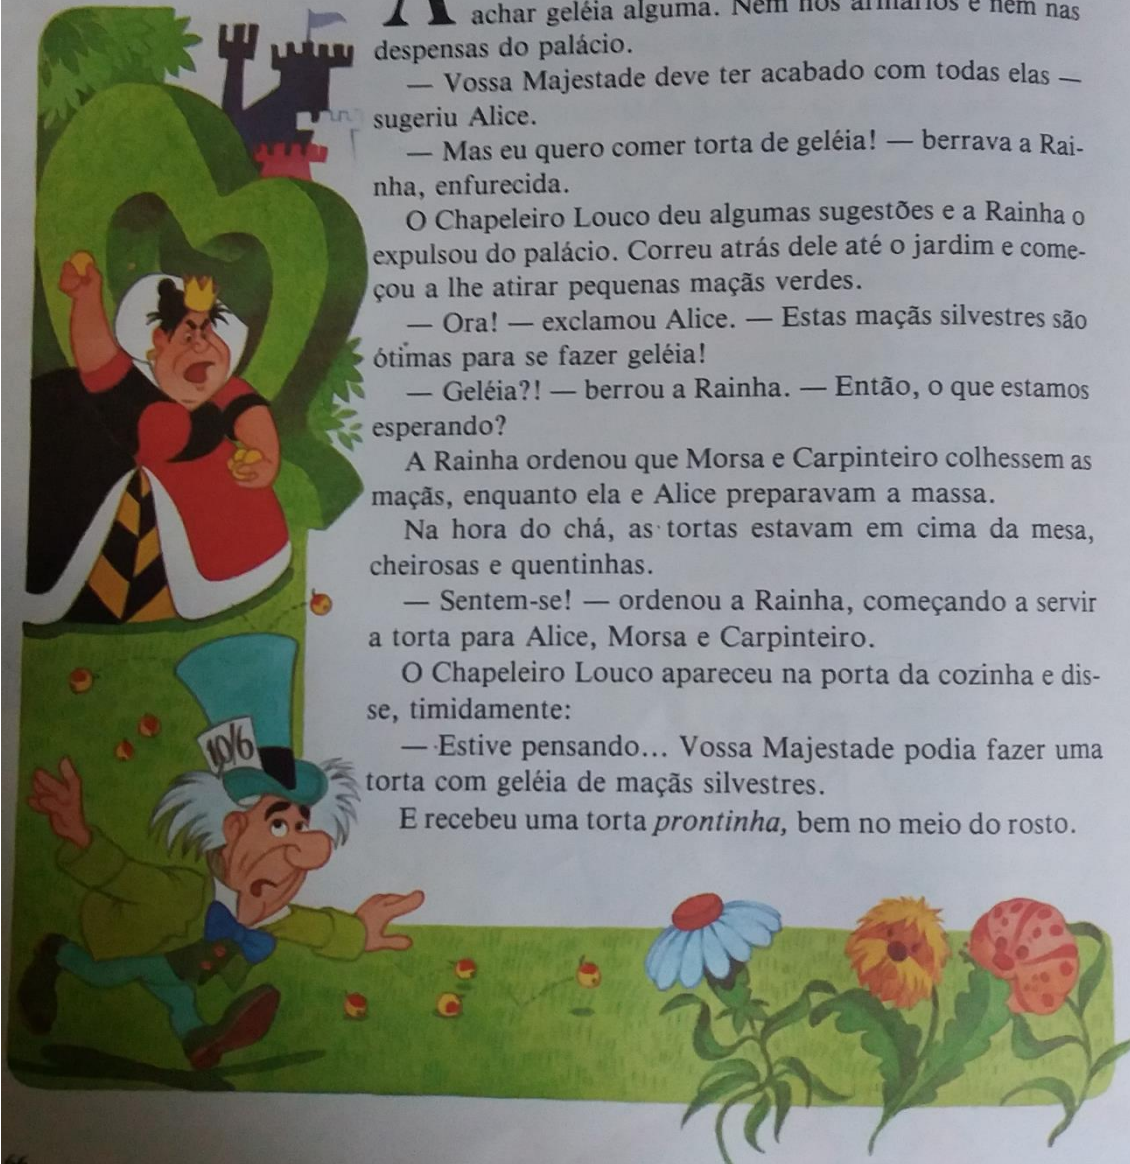 A achar geléia alguma. Nem nos armários e nem nas
despensas do palácio.
— Vossa Majestade deve ter acabado com todas elas —
sugeriu Alice.
— Mas eu quero comer torta de geléia! — berrava a Rai-
nha, enfurecida.
O Chapeleiro Louco deu algumas sugestões e a Rainha o
expulsou do palácio. Correu atrás dele até o jardim e come-
çou a lhe atirar pequenas maçãs verdes.
— Ora! — exclamou Alice. — Estas maçãs silvestres são
ótimas para se fazer geléia!
— Geléia?! — berrou a Rainha. — Então, o que estamos
esperando?
A Rainha ordenou que Morsa e Carpinteiro colhessem as
maçãs, enquanto ela e Alice preparavam a massa.
Na hora do chá, as tortas estavam em cima da mesa,
cheirosas e quentinhas.
— Sentem-se! — ordenou a Rainha, começando a servir
a torta para Alice, Morsa e Carpinteiro.
O Chapeleiro Louco apareceu na porta da cozinha e dis-
se, timidamente:
— Estive pensando... Vossa Majestade podia fazer uma
torta com geléia de maçãs silvestres.
E recebeu uma torta prontinha, bem no meio do rosto.
10/6